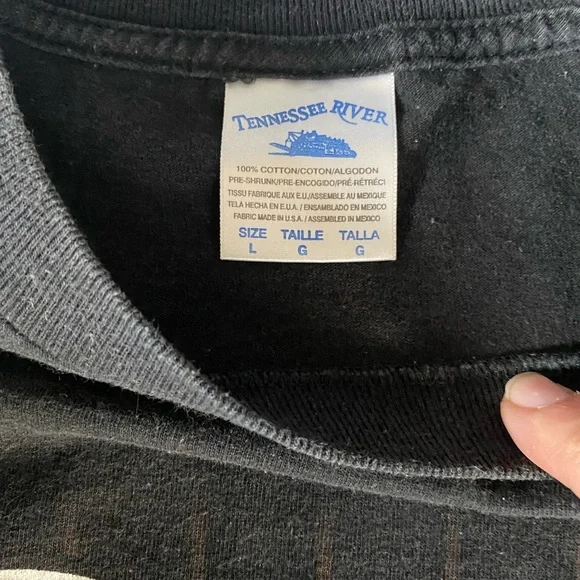 TENNESSEE RIVER
100% COTTON/COTON/ALGODON
PRE-SHRUNK/PRE-ENCOGIDO/PRÉ-RÉTRÉCI
TISSU FABRIQUE AUX E.U./ASSEMBLE AU MEXIQUE
TELA HECHA EN E.U.A. / ENSAMBLADO EN MEXICO
FABRIC MADE IN U.S.A. / ASSEMBLED IN MEXICO
SIZE TAILLE TALLA
L G G